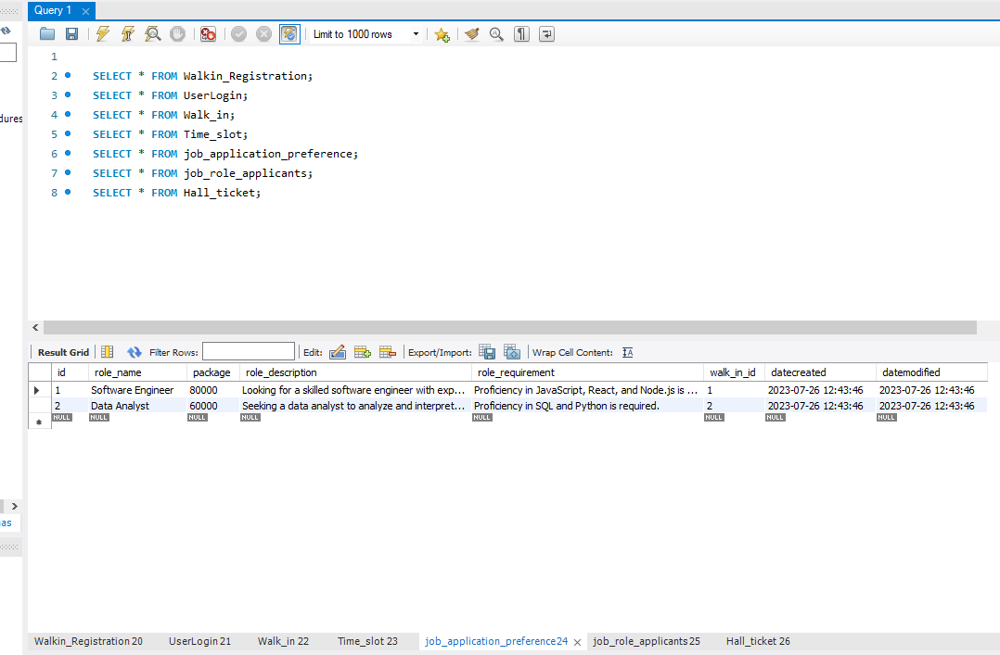 Query 1
Limit to 1000 rows
dures
1
2 SELECT * FROM Walkin_Registration;
3 SELECT * FROM UserLogin;
4 SELECT * FROM Walk_in;
5 SELECT * FROM Time_slot;
6 SELECT * FROM job_application_preference;
7 SELECT * FROM job_role_applicants;
8 SELECT * FROM Hall_ticket;
Result Grid Filter Rows: Edit: Export/Import: Wrap Cell Content:
id role_name package role_description role_requirement walk_in_id datecreated datemodified
1 Software Engineer 80000 Looking for a skilled software engineer with exp... Proficiency in JavaScript, React, and Node.js is ... 1 2023-07-26 12:43:46 2023-07-26 12:43:46
2 Data Analyst 60000 Seeking a data analyst to analyze and interpret... Proficiency in SQL and Python is required. 2 2023-07-26 12:43:46 2023-07-26 12:43:46
NULL NULL NULL NULL NULL NULL NULL NULL
as
Walkin_Registration 20 UserLogin 21 Walk_in 22 Time_slot 23 job_application_preference24 job_role_applicants 25 Hall_ticket 26